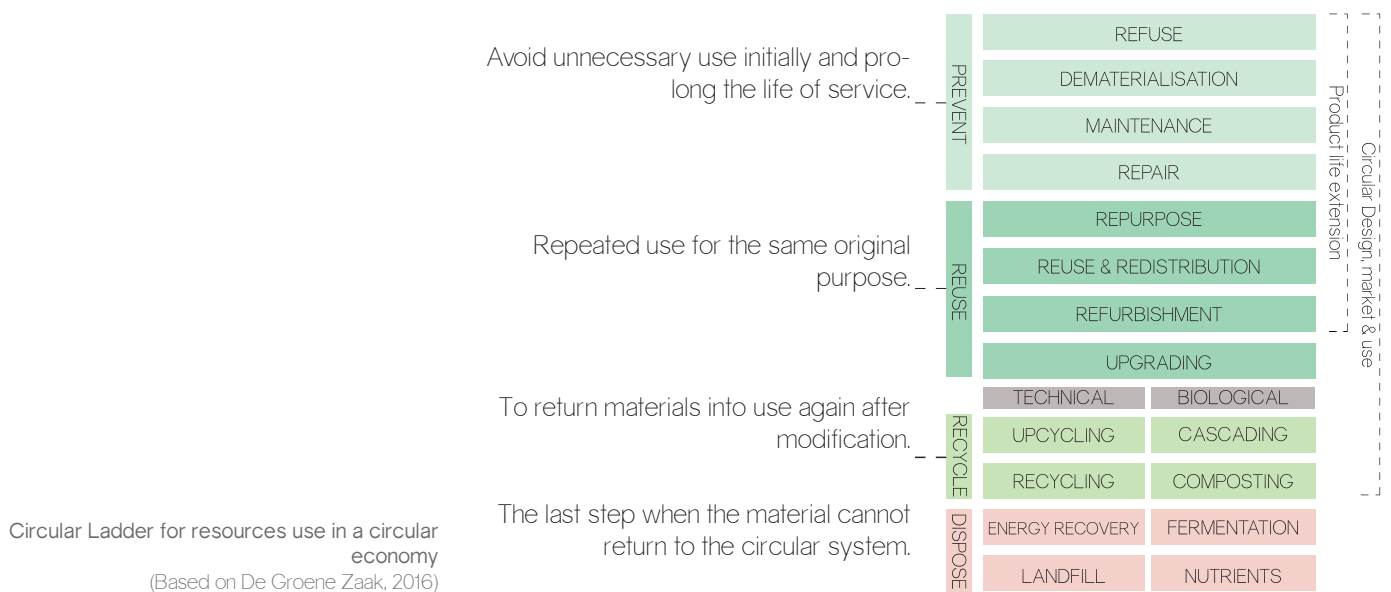 Avoid unnecessary use initially and pro-
long the life of service.
PREVENT
REFUSE
DEMATERIALISATION
MAINTENANCE
REPAIR
Product life extension
Circular Design, market & use
Repeated use for the same original
purpose.
REUSE
REPURPOSE
REUSE & REDISTRIBUTION
REFURBISHMENT
UPGRADING
TECHNICAL
BIOLOGICAL
To return materials into use again after
modification.
RECYCLE
UPCYCLING
CASCADING
RECYCLING
COMPOSTING
The last step when the material cannot
return to the circular system.
DISPOSE
ENERGY RECOVERY
FERMENTATION
LANDFILL
NUTRIENTS
Circular Ladder for resources use in a circular
economy
(Based on De Groene Zaak, 2016)